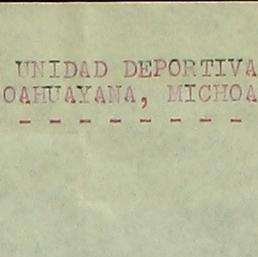 UNIDAD DEPORTIVA
OAHUAYANA, MICHOA
- - - - - - - -